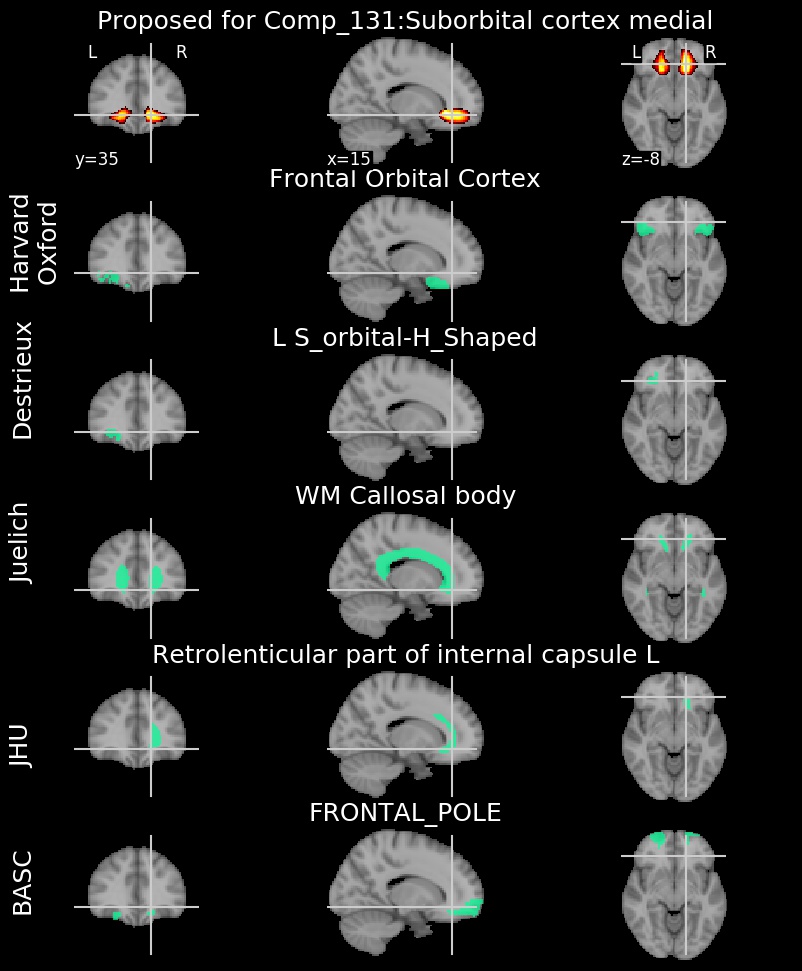 Proposed for Comp_131:Suborbital cortex medial
L R
L R
y=35
x=15
z=-8
Frontal Orbital Cortex
Harvard
Oxford
L S_orbital-H_Shaped
Destrieux
WM Callosal body
Juelich
Retrolenticular part of internal capsule L
JHU
FRONTAL_POLE
BASC